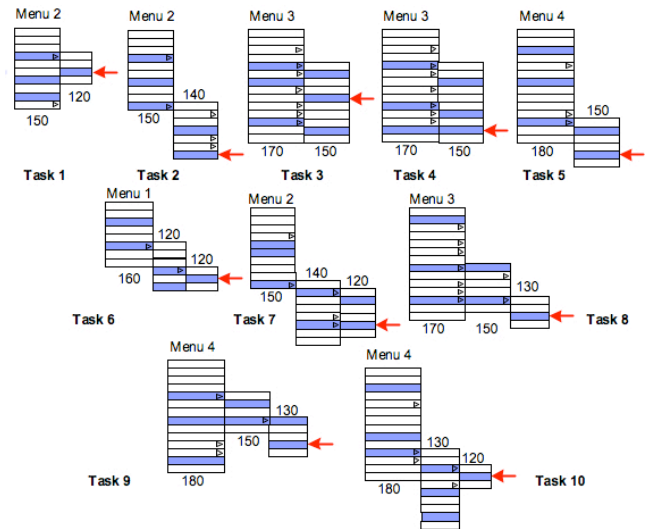 Menu 2
Menu 2
Menu 3
Menu 3
Menu 4
120
150
140
150
170
150
170
150
150
180
Task 1
Task 2
Task 3
Task 4
Task 5
Menu 1
Menu 2
Menu 3
120
120
160
140
120
150
130
170
150
Task 6
Task 7
Task 8
Menu 4
Menu 4
130
150
180
130
120
180
Task 9
Task 10